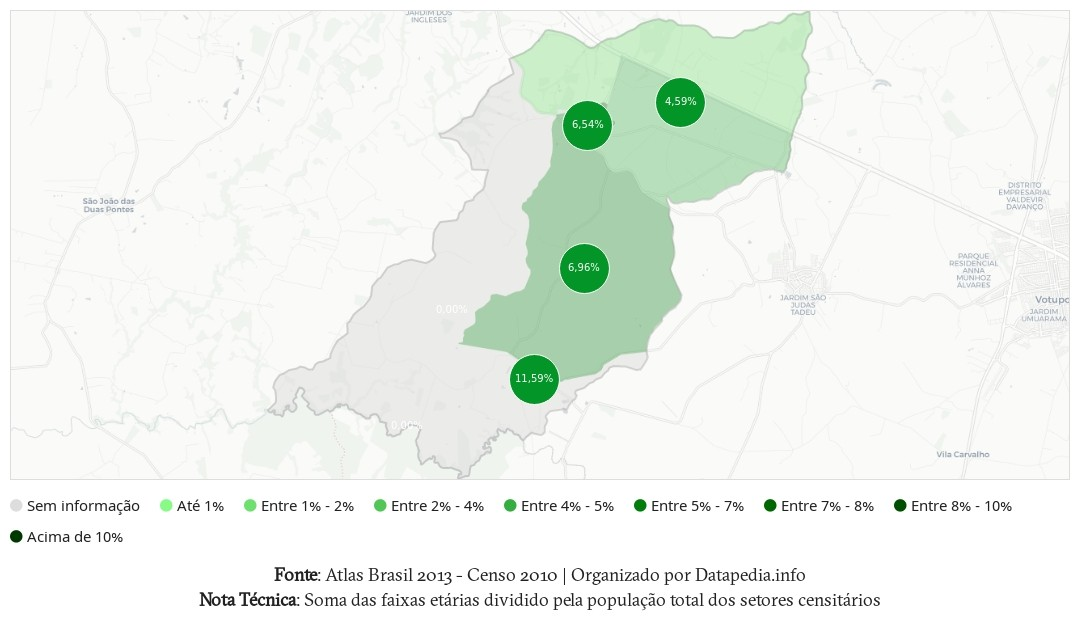 JARDIM DOS
INGLESES
4,59%
6,54%
São João das
Duas Pontes
DISTRITO
EMPRESARIAL
VALDEVIR
DAVANÇO
PARQUE
RESIDENCIAL
ANNA
MUNHOZ
ALVARES
6,96%
JARDIM SÃO
JUDAS
TADEU
Votupo
JARDIM
UMUARAMA
0,00%
11,59%
0,00%
Vila Carvalho
Sem informação Até 1% Entre 1% - 2% Entre 2% - 4% Entre 4% - 5% Entre 5% - 7% Entre 7% - 8% Entre 8% - 10%
Acima de 10%
Fonte: Atlas Brasil 2013 - Censo 2010 | Organizado por Datapedia.info
Nota Técnica: Soma das faixas etárias dividido pela população total dos setores censitários